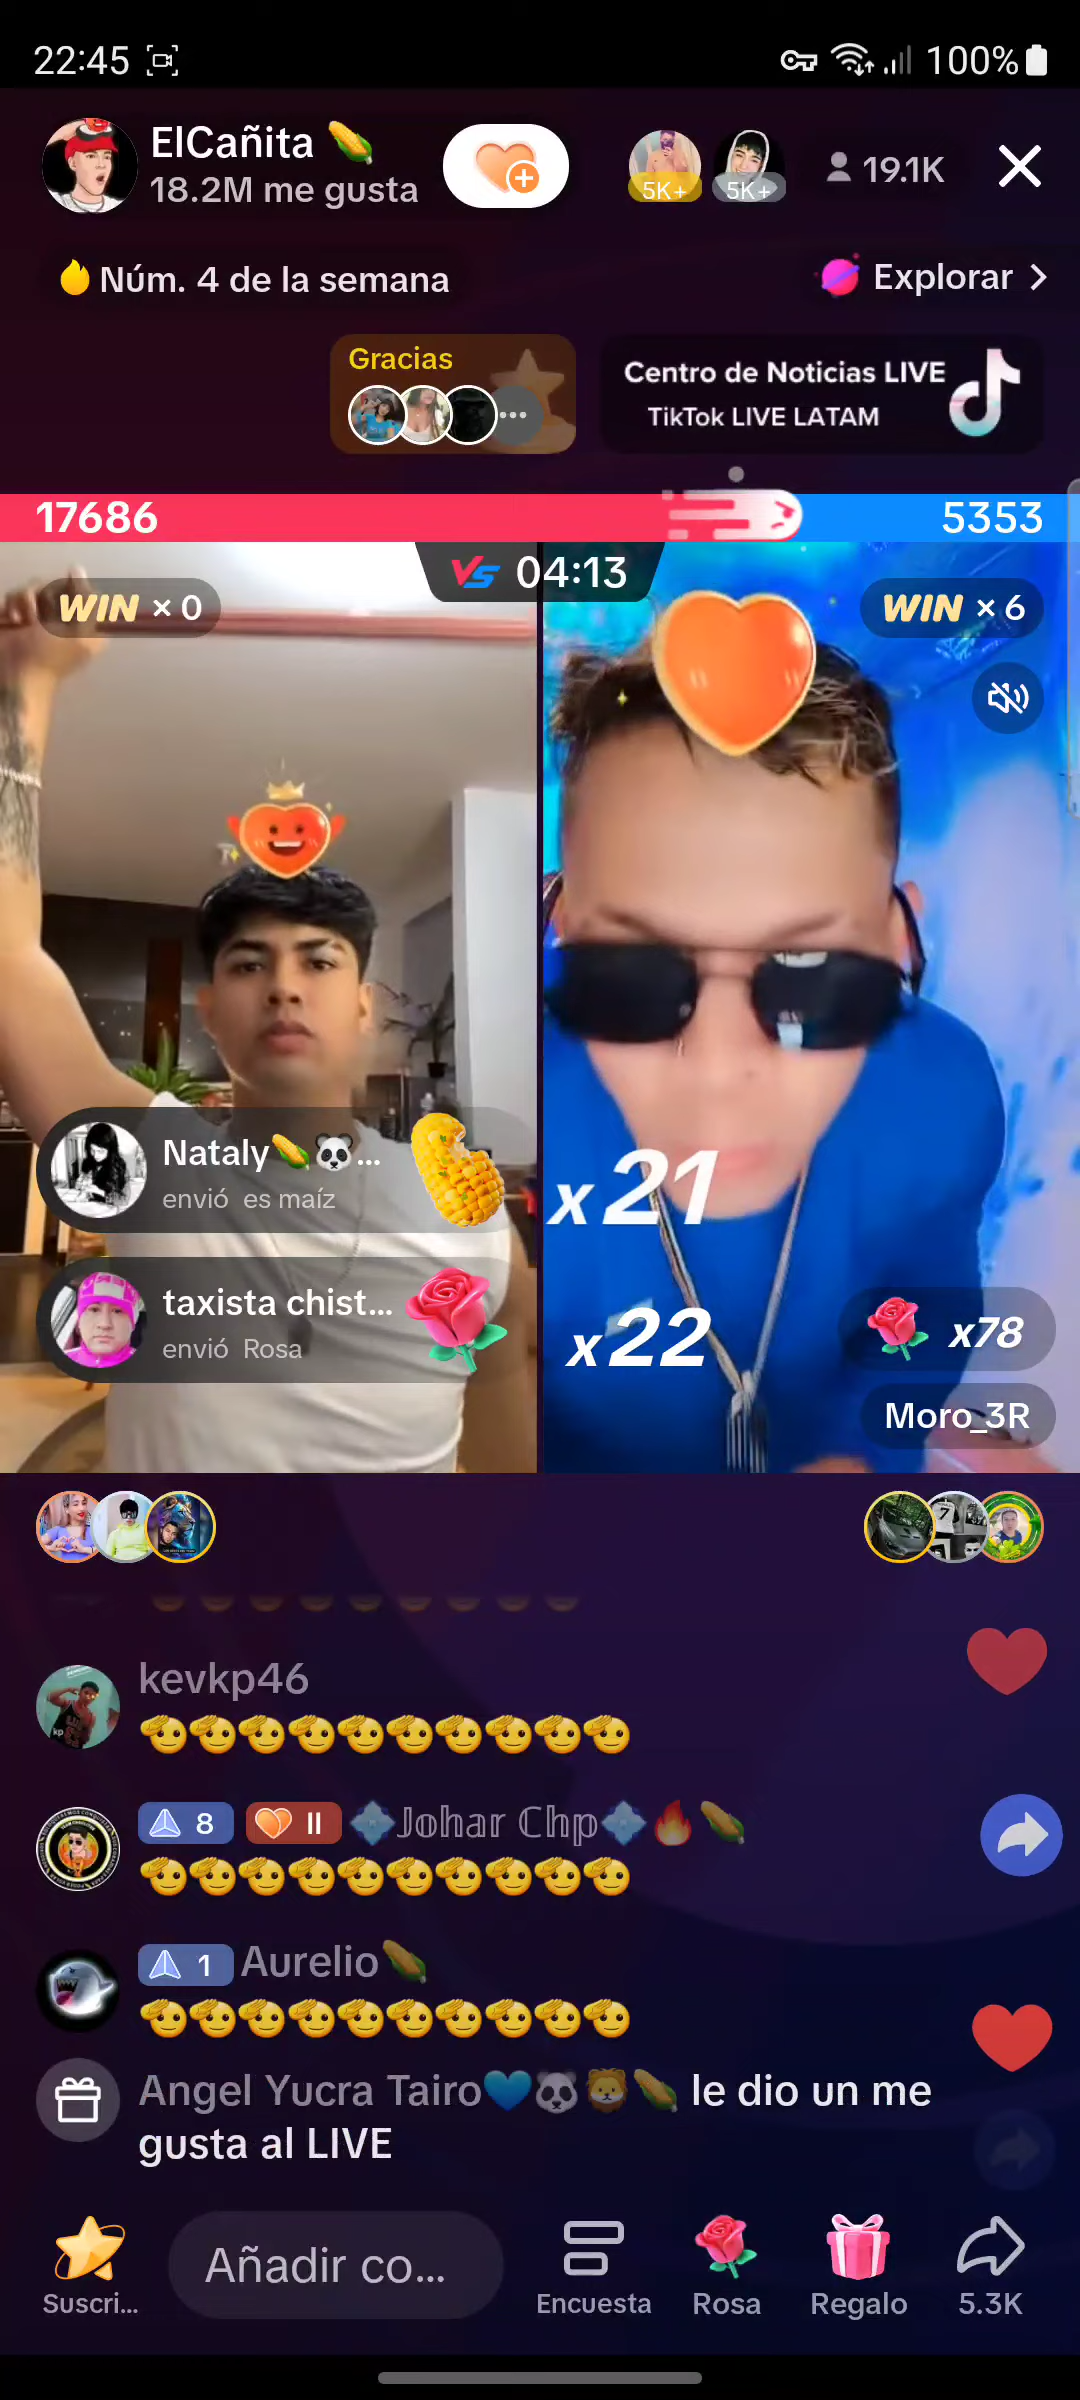 22:45
100%
ElCañita 🌽
18.2M me gusta
5K+
5K+
19.1K
Núm. 4 de la semana
Explorar >
Gracias
...
Centro de Noticias LIVE
TikTok LIVE LATAM
17686
5353
VS 04:13
WIN × 0
WIN × 6
Nataly🌽🐼...
envió es maíz
x21
taxista chist...
envió Rosa
x22
x78
Moro_3R
kevkp46
🫡🫡🫡🫡🫡🫡🫡🫡🫡🫡
8 II 💠𝕁𝕠𝕙𝕒𝕣 ℂ𝕙𝕡💠🔥🌽
🫡🫡🫡🫡🫡🫡🫡🫡🫡🫡
1 Aurelio🌽
🫡🫡🫡🫡🫡🫡🫡🫡🫡🫡
Angel Yucra Tairo💙🐼🦁🌽 le dio un me
gusta al LIVE
Suscri...
Añadir co...
Encuesta
Rosa
Regalo
5.3K